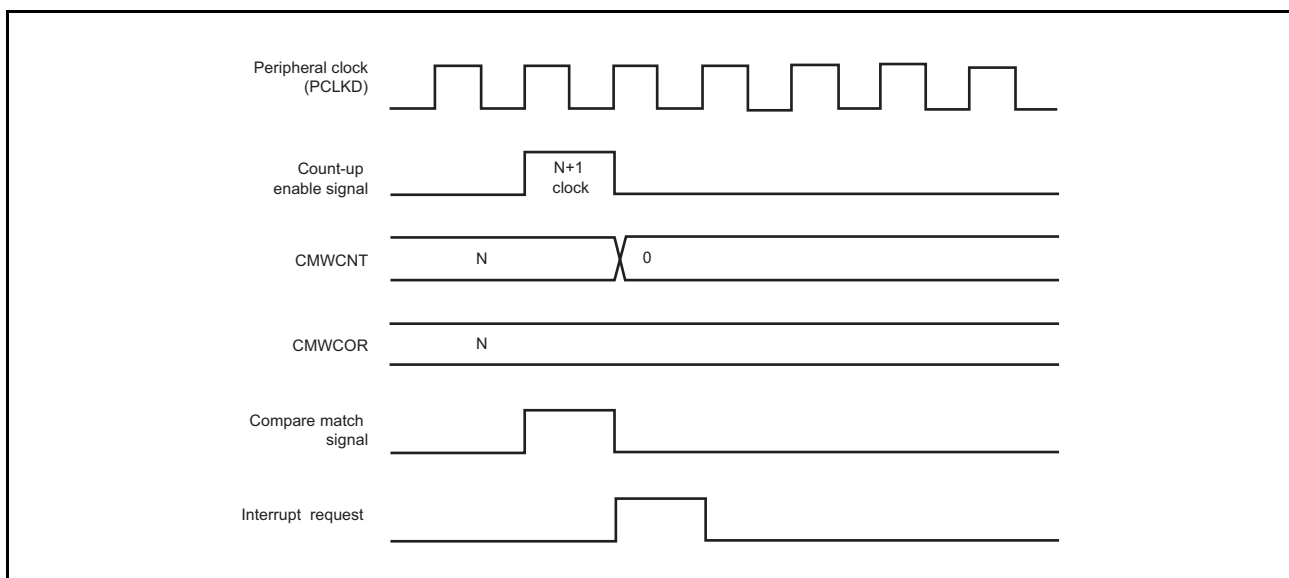 Peripheral clock
(PCLKD)
Count-up
enable signal
N+1
clock
CMWCNT
N
0
CMWCOR
N
Compare match
signal
Interrupt request